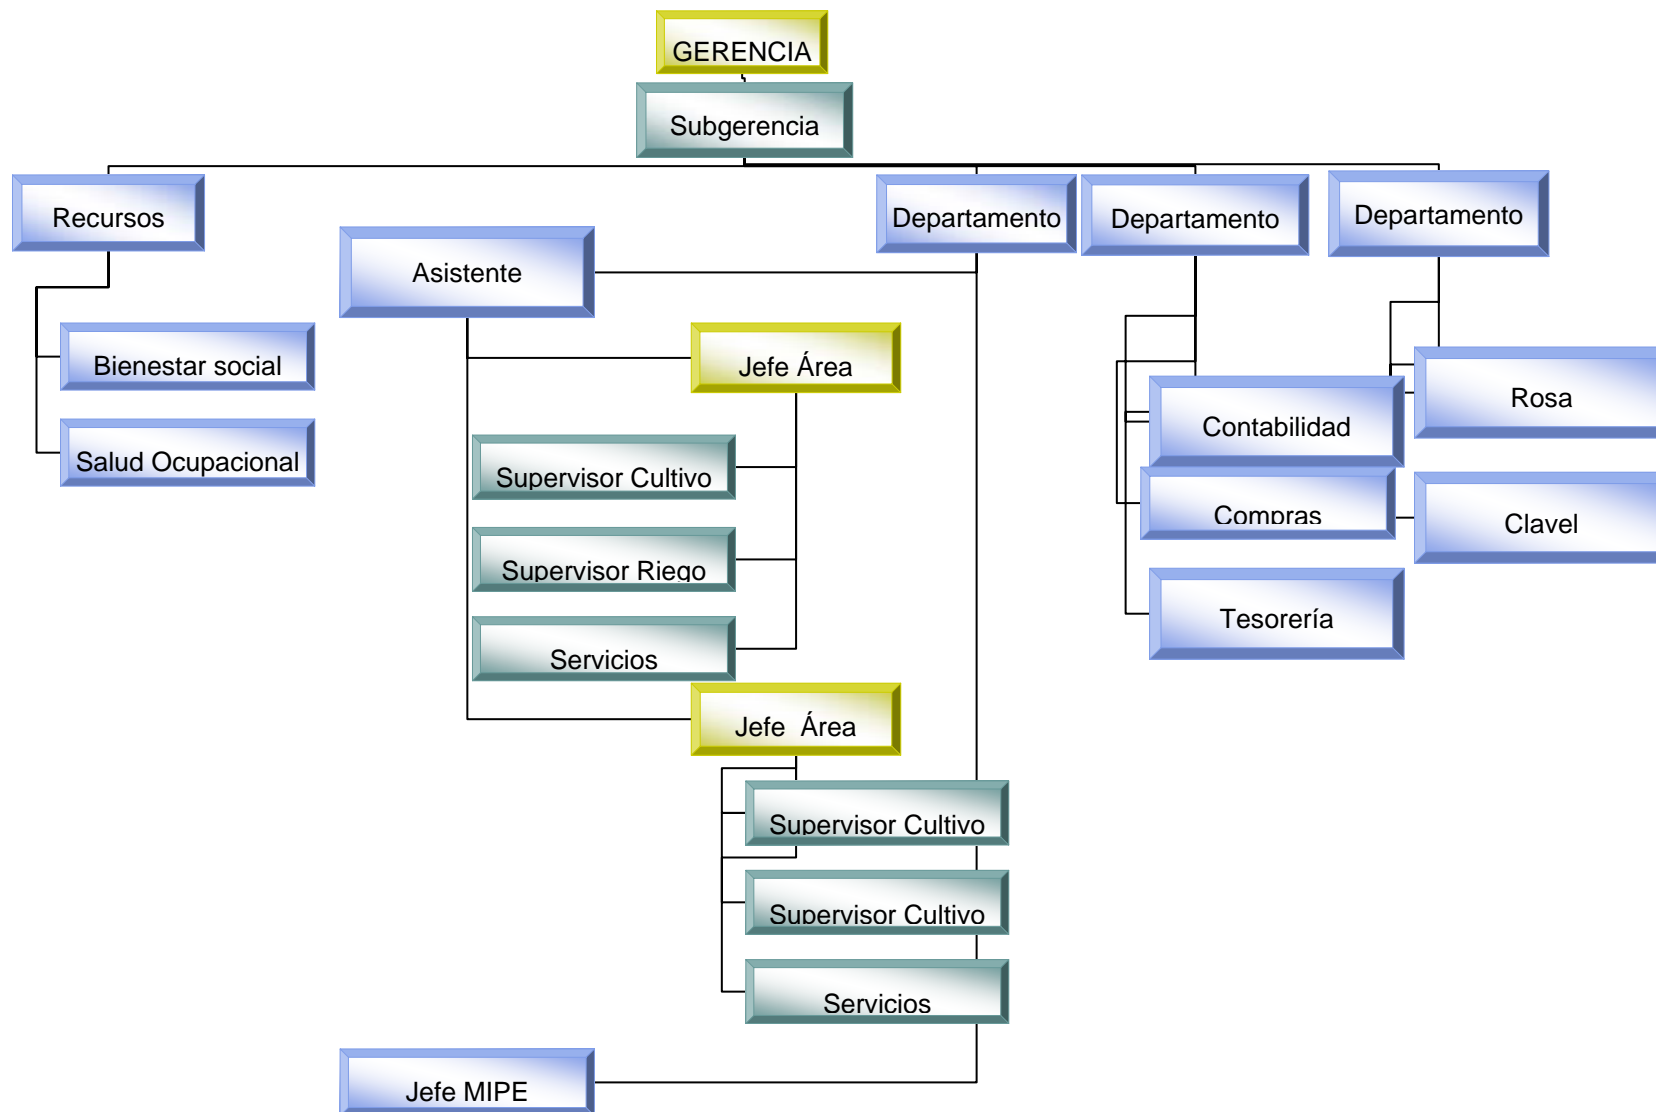 GERENCIA
Subgerencia
Recursos
Departamento
Departamento
Departamento
Asistente
Bienestar social
Salud Ocupacional
Jefe Área
Supervisor Cultivo
Supervisor Riego
Servicios
Jefe Área
Supervisor Cultivo
Supervisor Cultivo
Servicios
Jefe MIPE
Contabilidad
Compras
Tesorería
Rosa
Clavel